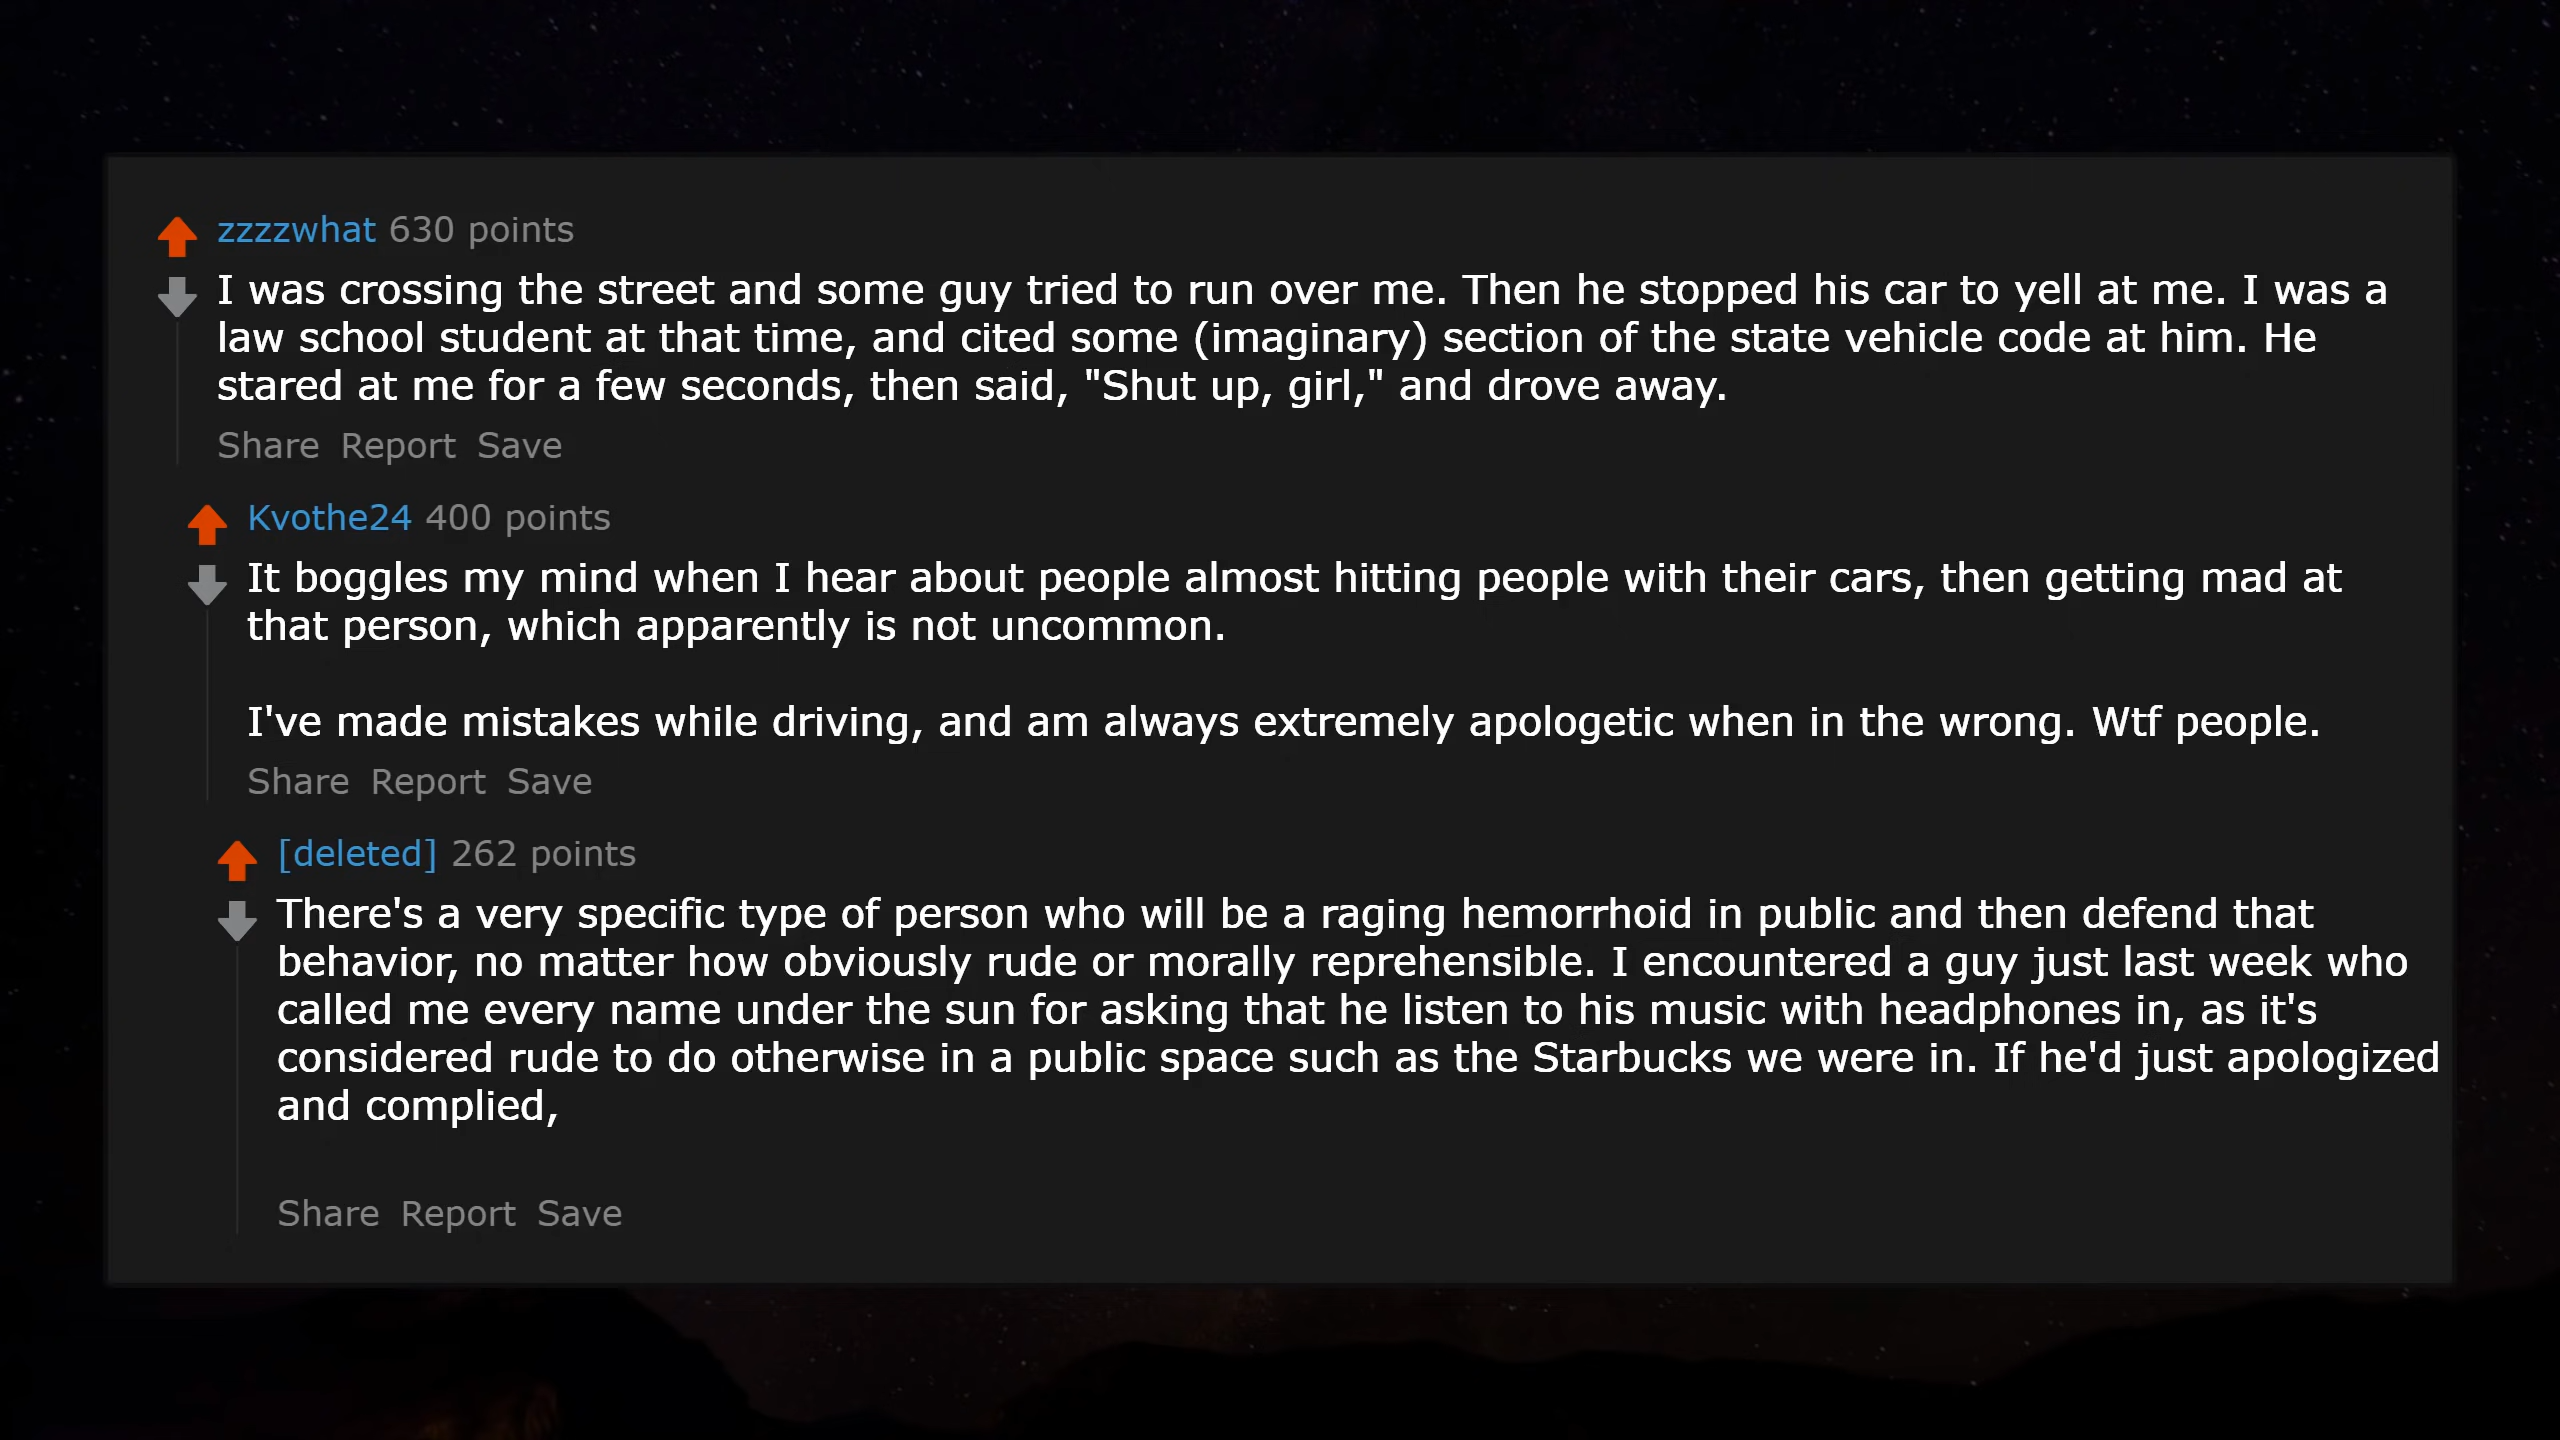 zzzzwhat 630 points
I was crossing the street and some guy tried to run over me. Then he stopped his car to yell at me. I was a
law school student at that time, and cited some (imaginary) section of the state vehicle code at him. He
stared at me for a few seconds, then said, "Shut up, girl," and drove away.
Share Report Save
Kvothe24 400 points
It boggles my mind when I hear about people almost hitting people with their cars, then getting mad at
that person, which apparently is not uncommon.
I've made mistakes while driving, and am always extremely apologetic when in the wrong. Wtf people.
Share Report Save
[deleted] 262 points
There's a very specific type of person who will be a raging hemorrhoid in public and then defend that
behavior, no matter how obviously rude or morally reprehensible. I encountered a guy just last week who
called me every name under the sun for asking that he listen to his music with headphones in, as it's
considered rude to do otherwise in a public space such as the Starbucks we were in. If he'd just apologized
and complied,
Share Report Save